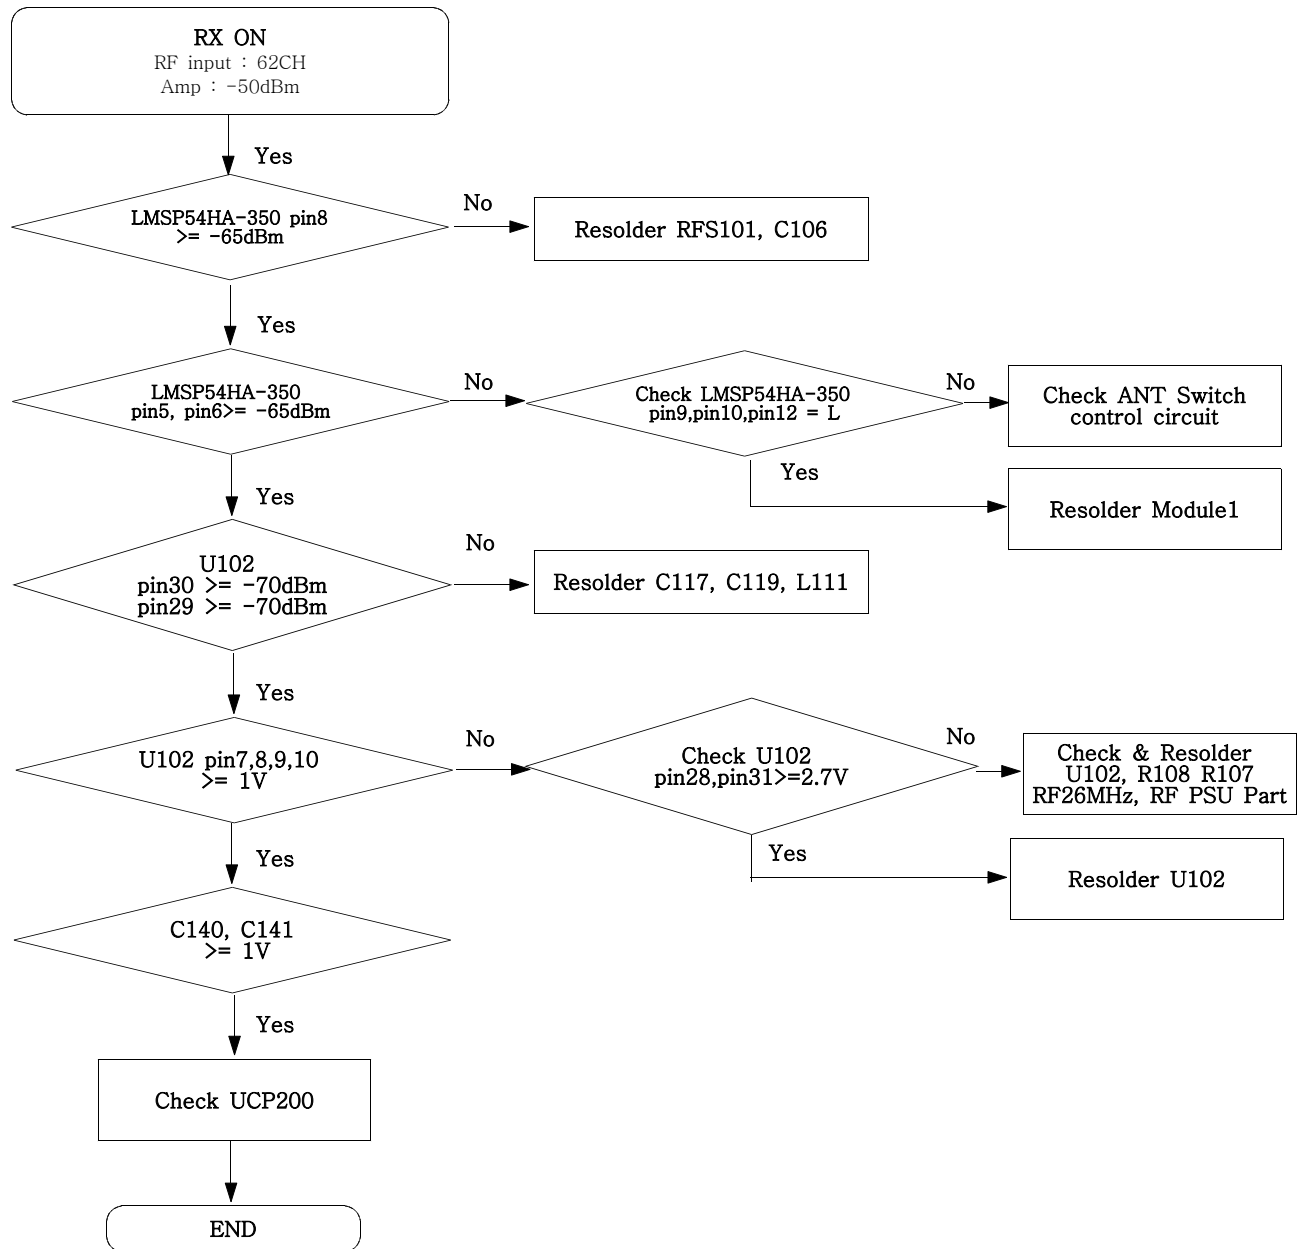 RX ON
RF input : 62CH
Amp : -50dBm
Yes
LMSP54HA-350 pin8
>= -65dBm
No
Resolder RFS101, C106
Yes
LMSP54HA-350
pin5, pin6>= -65dBm
No
Check LMSP54HA-350
pin9,pin10,pin12 = L
No
Check ANT Switch
control circuit
Yes
Resolder Module1
Yes
U102
pin30 >= -70dBm
pin29 >= -70dBm
No
Resolder C117, C119, L111
Yes
U102 pin7,8,9,10
>= 1V
No
Check U102
pin28,pin31>=2.7V
No
Check & Resolder
U102, R108 R107
RF26MHz, RF PSU Part
Yes
Resolder U102
Yes
C140, C141
>= 1V
Yes
Check UCP200
END